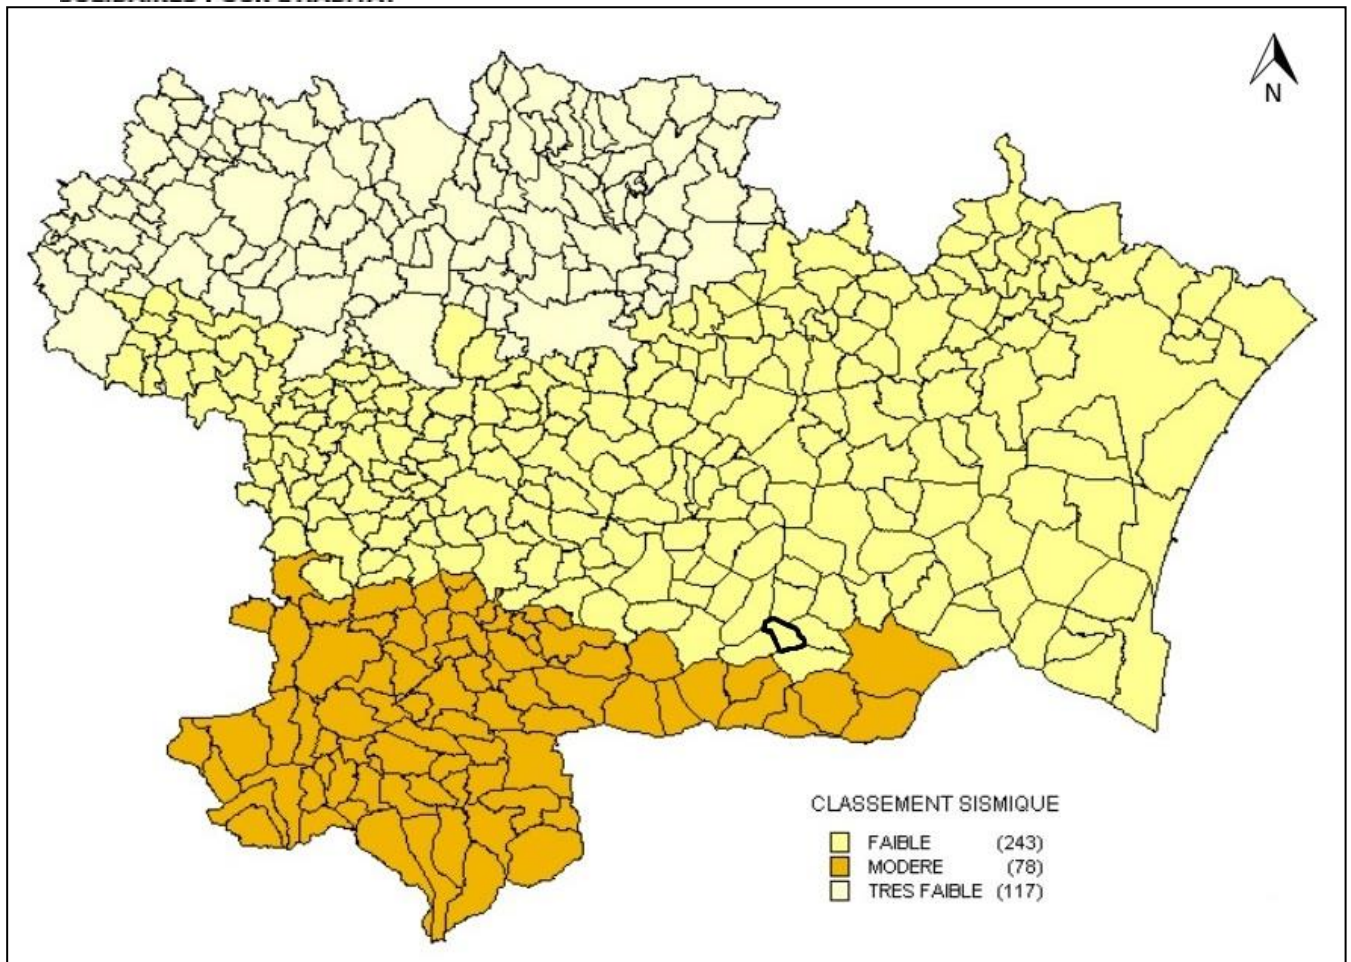 N
CLASSEMENT SISMIQUE
FAIBLE (243)
MODERE (78)
TRES FAIBLE (117)